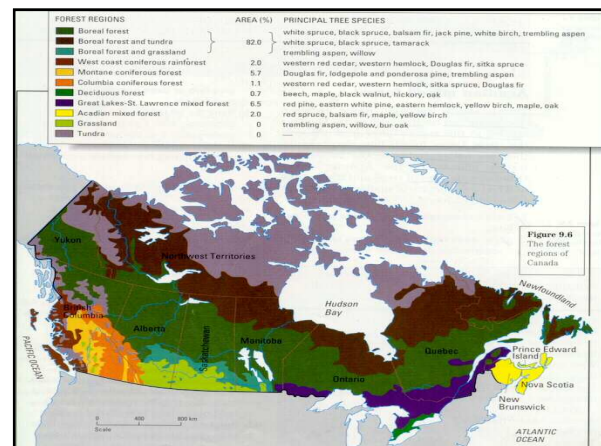 FOREST REGIONS AREA (%) PRINCIPAL TREE SPECIES
Boreal forest white spruce, black spruce, balsam fir, jack pine, white birch, trembling aspen
Boreal forest and tundra 82.0 white spruce, black spruce, tamarack
Boreal forest and grassland trembling aspen, willow
West coast coniferous rainforest 2.0 western red cedar, western hemlock, Douglas fir, sitka spruce
Montane coniferous forest 5.7 Douglas fir, lodgepole and ponderosa pine, trembling aspen
Columbia coniferous forest 1.1 western red cedar, western hemlock, sitka spruce, Douglas fir
Deciduous forest 0.7 beech, maple, black walnut, hickory, oak
Great Lakes-St. Lawrence mixed forest 6.5 red pine, eastern white pine, eastern hemlock, yellow birch, maple, oak
Acadian mixed forest 2.0 red spruce, balsam fir, maple, yellow birch
Grassland 0 trembling aspen, willow, bur oak
Tundra 0 —
Figure 9.6
The forest
regions of
Canada
Yukon
Northwest Territories
Hudson
Bay
Newfoundland
British
Columbia
Alberta
Saskatchewan
Manitoba
Ontario
Quebec
Prince Edward
Island
Nova Scotia
New
Brunswick
PACIFIC OCEAN
ATLANTIC
OCEAN
0 400 800 km
Scale